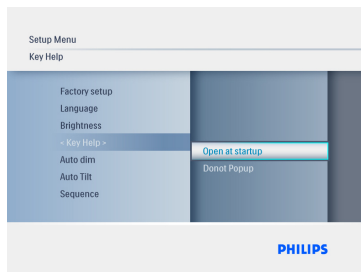 Setup Menu
Key Help
Factory setup
Language
Brightness
< Key Help >
Auto dim
Auto Tilt
Sequence
Open at startup
Donot Popup
PHILIPS